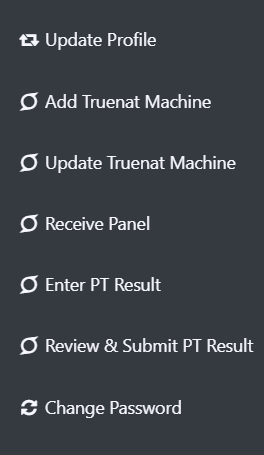 Update Profile
Add Truenat Machine
Update Truenat Machine
Receive Panel
Enter PT Result
Review & Submit PT Result
Change Password